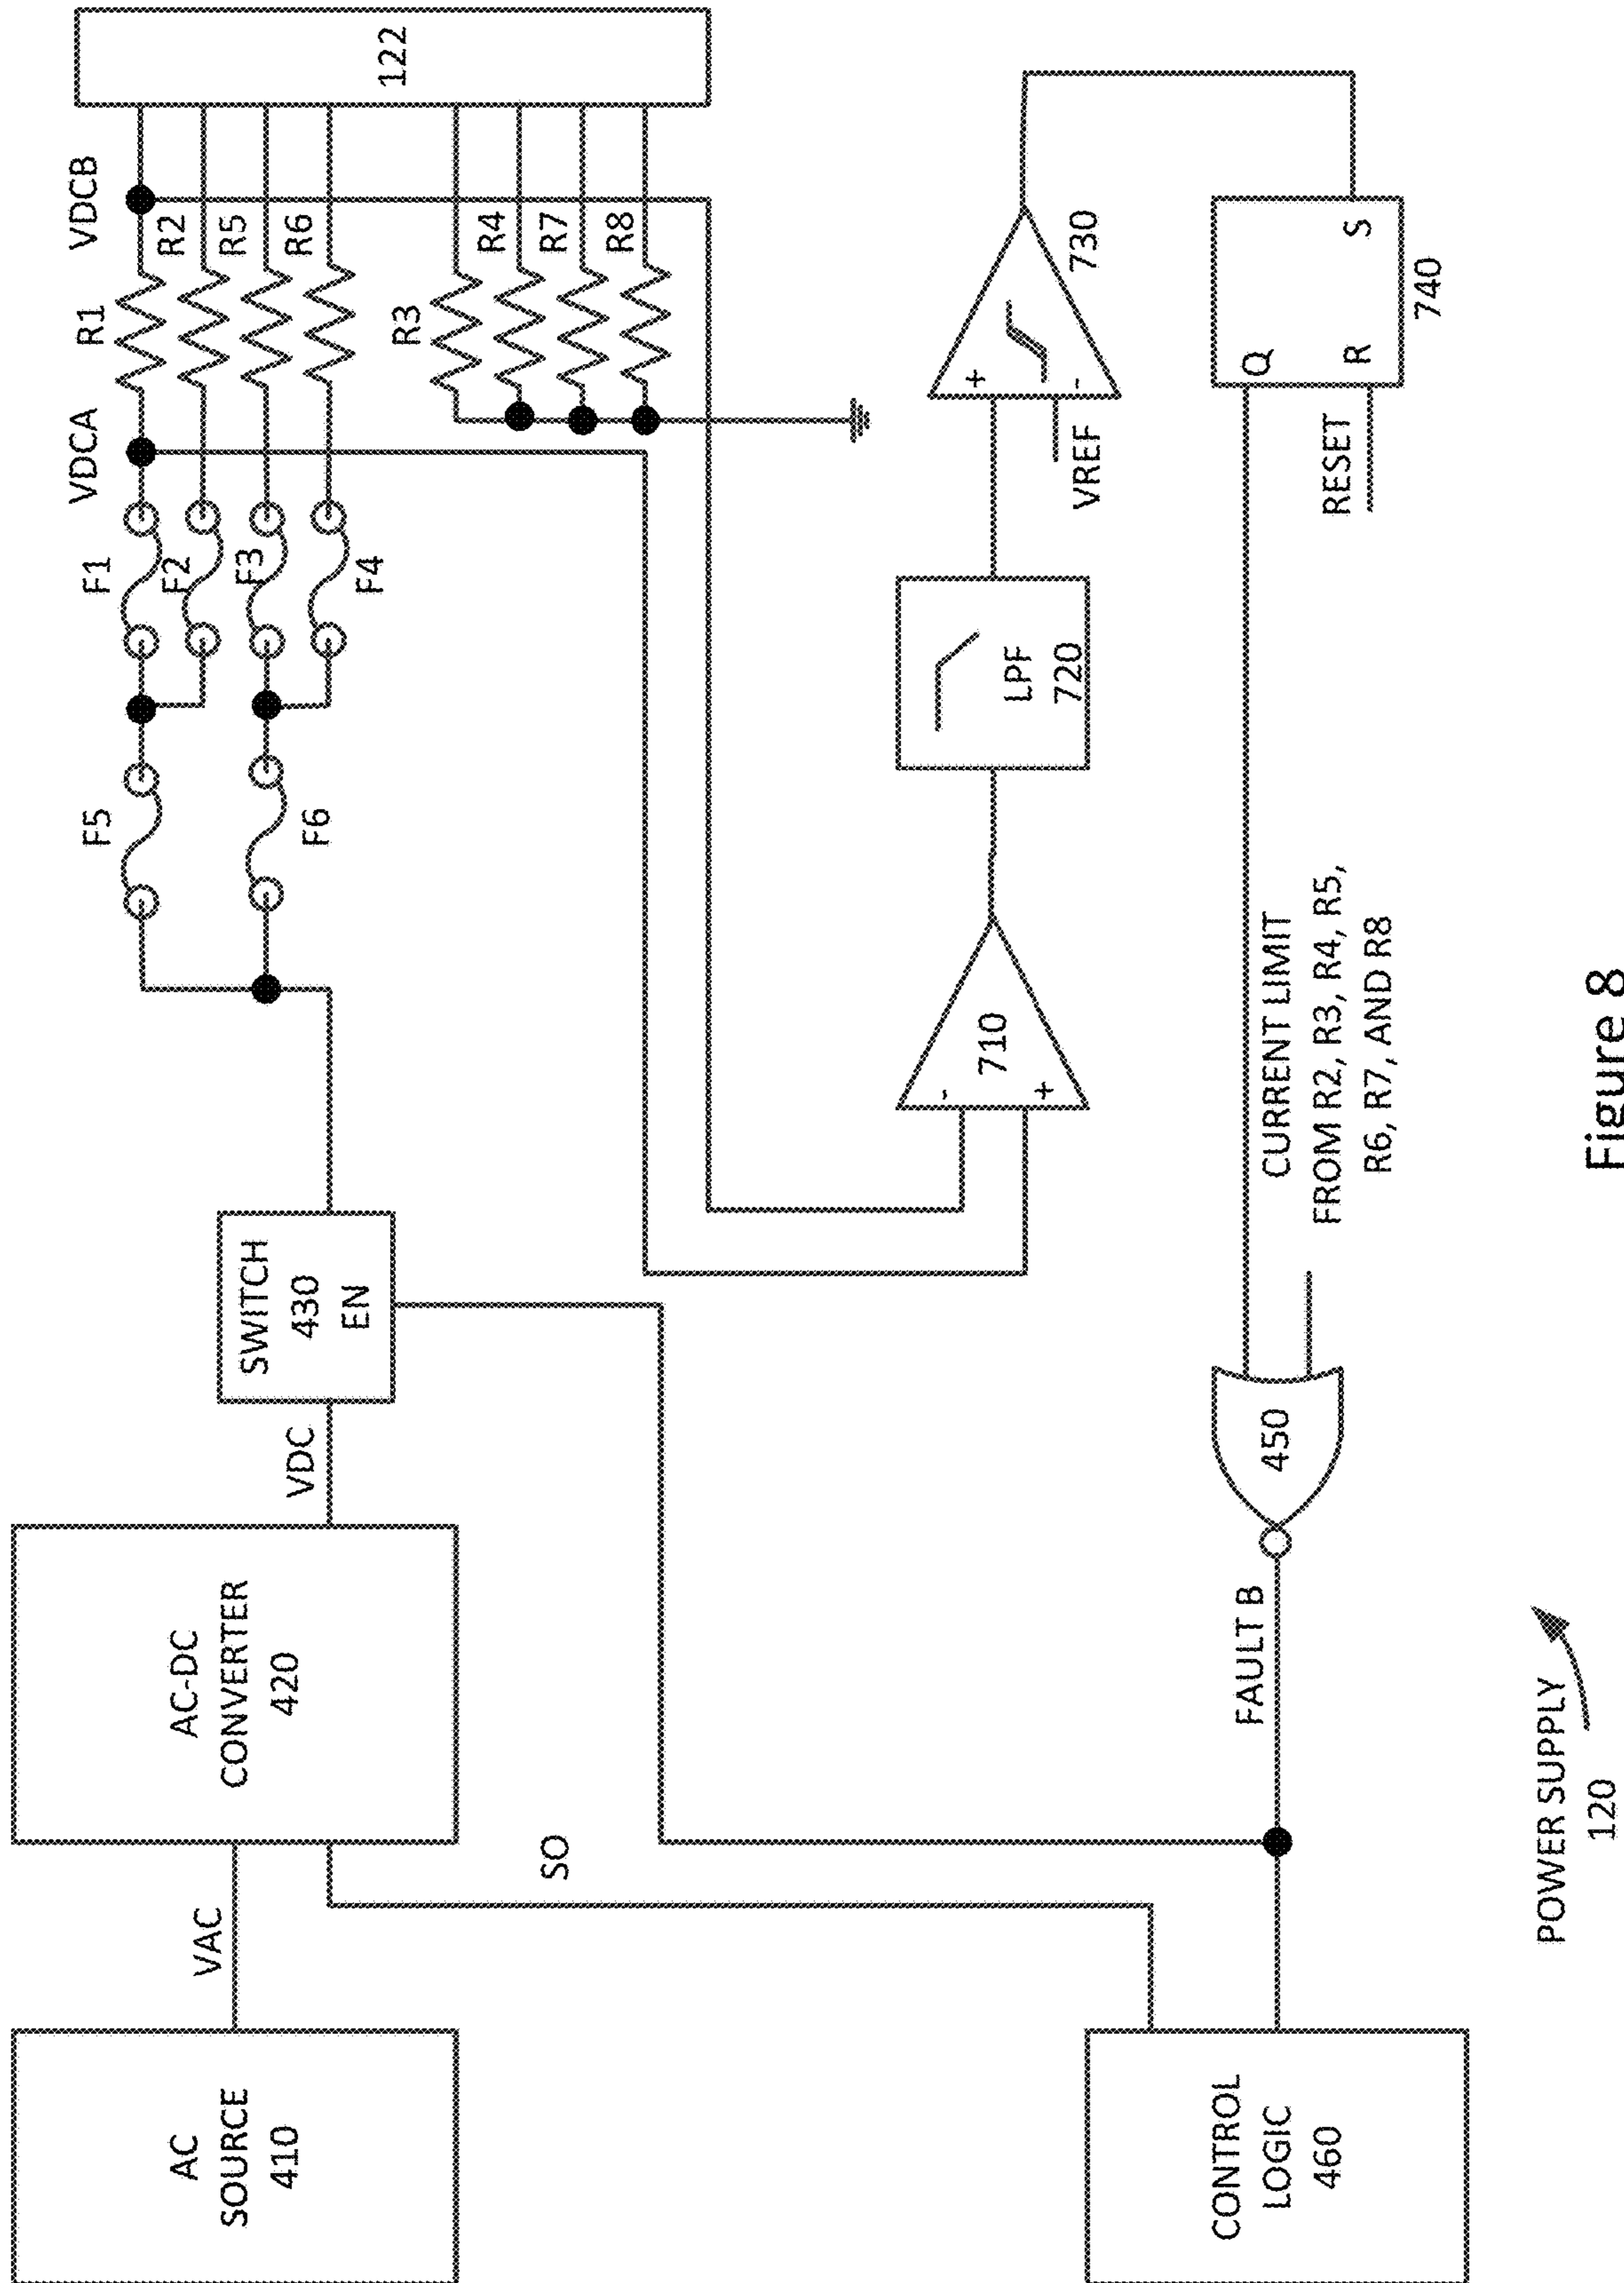 AC
SOURCE
410
VAC
AC-DC
CONVERTER
420
VDC
SWITCH
430
EN
F5
F6
F1
F2
F3
F4
VDCA
R1
VDCB
R2
R5
R6
R3
R4
R7
R8
122
SO
710
-
+
LPF
720
VREF
+
-
730
CONTROL
LOGIC
460
FAULT B
450
CURRENT LIMIT
FROM R2, R3, R4, R5,
R6, R7, AND R8
RESET
Q
R
S
740
POWER SUPPLY
120
Figure 8